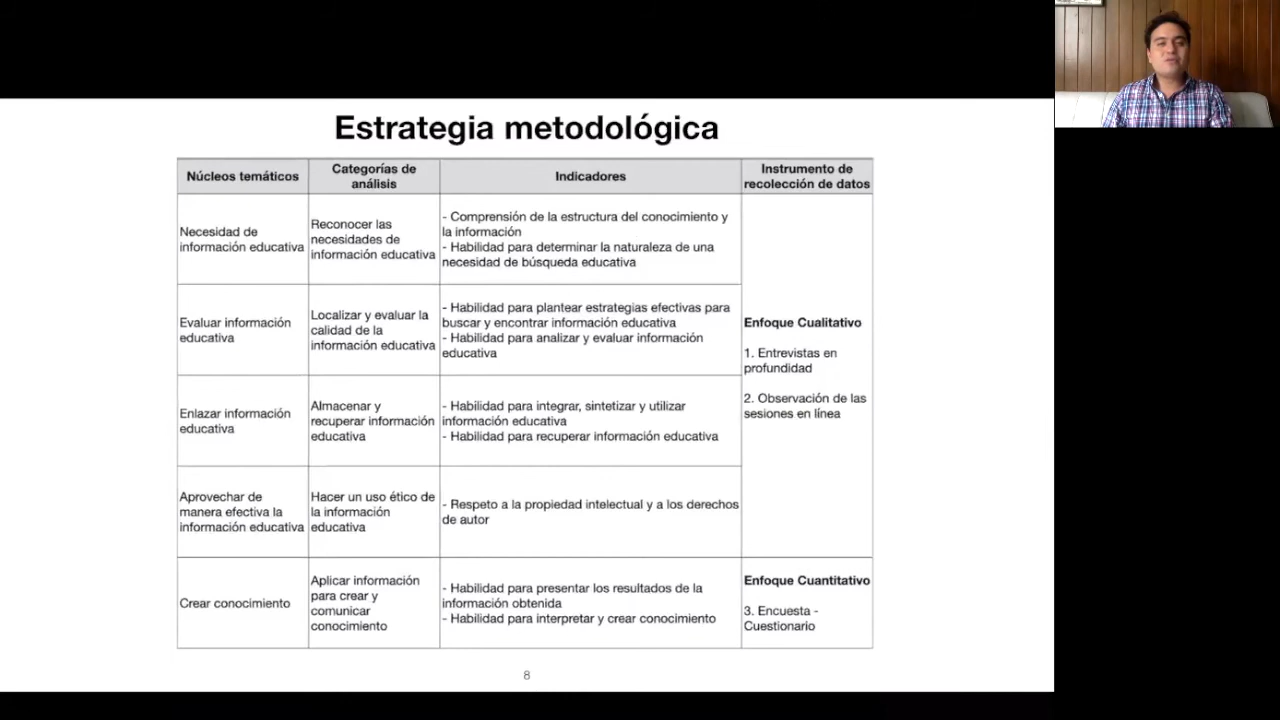 Estrategia metodológica
Núcleos temáticos
Categorías de
análisis
Indicadores
Instrumento de
recolección de datos
Necesidad de
información educativa
Reconocer las
necesidades de
información educativa
- Comprensión de la estructura del conocimiento y
la información
- Habilidad para determinar la naturaleza de una
necesidad de búsqueda educativa
Evaluar información
educativa
Localizar y evaluar la
calidad de la
información educativa
- Habilidad para plantear estrategias efectivas para
buscar y encontrar información educativa
- Habilidad para analizar y evaluar información
educativa
Enlazar información
educativa
Almacenar y
recuperar información
educativa
- Habilidad para integrar, sintetizar y utilizar
información educativa
- Habilidad para recuperar información educativa
Aprovechar de
manera efectiva la
información educativa
Hacer un uso ético de
la información
educativa
- Respeto a la propiedad intelectual y a los derechos
de autor
Enfoque Cualitativo
1. Entrevistas en
profundidad
2. Observación de las
sesiones en línea
Crear conocimiento
Aplicar información
para crear y
comunicar
conocimiento
- Habilidad para presentar los resultados de la
información obtenida
- Habilidad para interpretar y crear conocimiento
Enfoque Cuantitativo
3. Encuesta -
Cuestionario
8